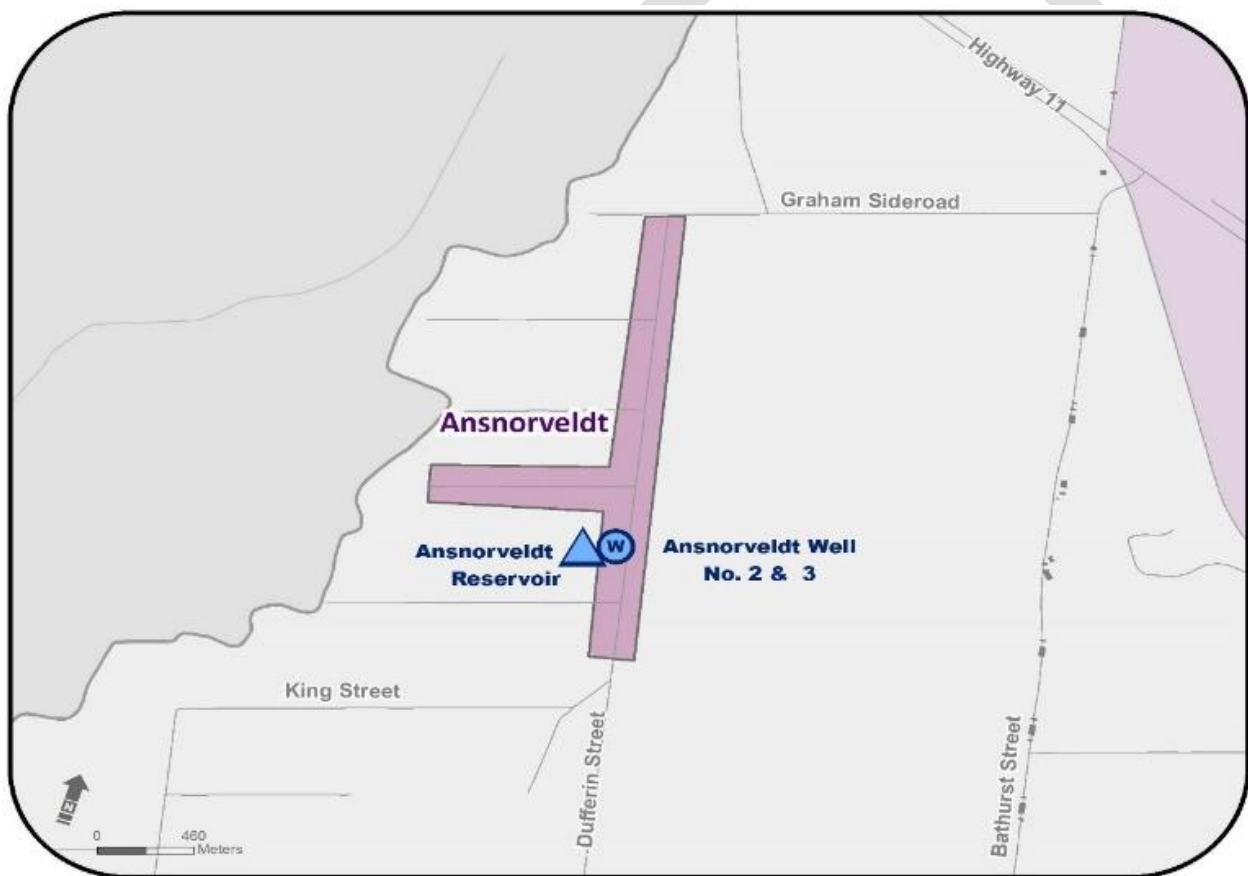 Highway 11
Graham Sideroad
Ansnorveldt
Ansnorveldt
Reservoir
W
Ansnorveldt Well
No. 2 & 3
King Street
Dufferin Street
Bathurst Street
N
0 460
Meters